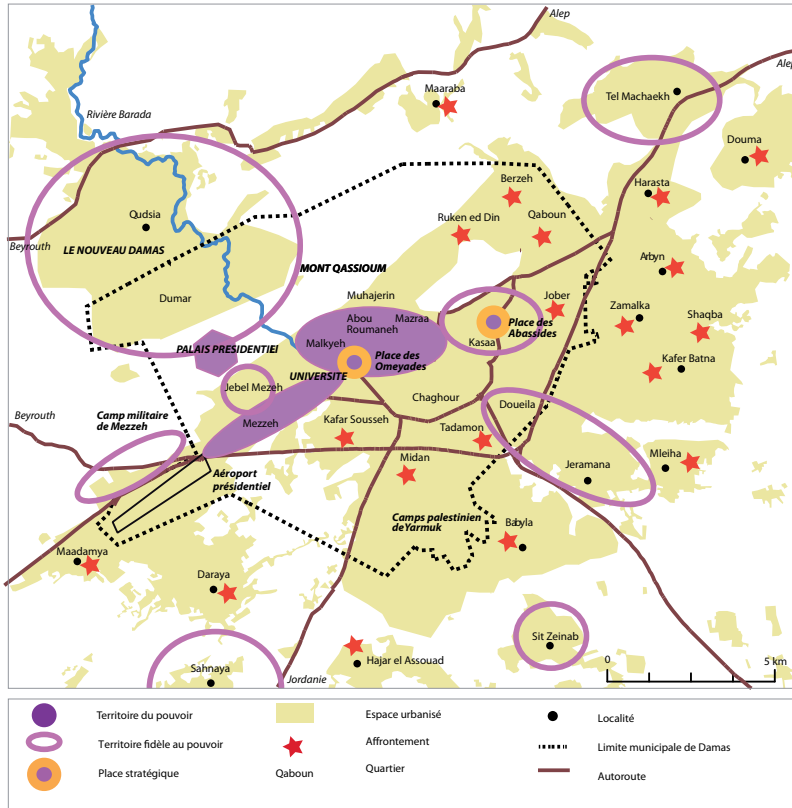 Alep
Alep
Maaraba
Tel Machaekh
Rivière Barada
Douma
Berzeh
Harasta
Qudsia
Ruken ed Din
Qaboun
Beyrouth
LE NOUVEAU DAMAS
Arbyn
MONT QASSIOUM
Dumar
Muhajerin
Jober
Zamalka
Shaqba
Abou
Roumaneh
Mazraa
Place des
Abassides
PALAIS PRESIDENTIEL
Malkyeh
Kasaa
Place des
Omeyades
Kafer Batna
UNIVERSITE
Jebel Mezeh
Chaghour
Doueila
Beyrouth
Camp militaire
de Mezzeh
Mezzeh
Kafar Sousseh
Tadamon
Mleiha
Midan
Jeramana
Aéroport
présidentiel
Camps palestinien
de Yarmuk
Babyla
Maadamya
Daraya
Sit Zeinab
Hajar el Assouad
Sahnaya
Jordanie
0
5 km
Territoire du pouvoir
Territoire fidèle au pouvoir
Place stratégique
Espace urbanisé
Affrontement
Qaboun
Quartier
Localité
Limite municipale de Damas
Autoroute